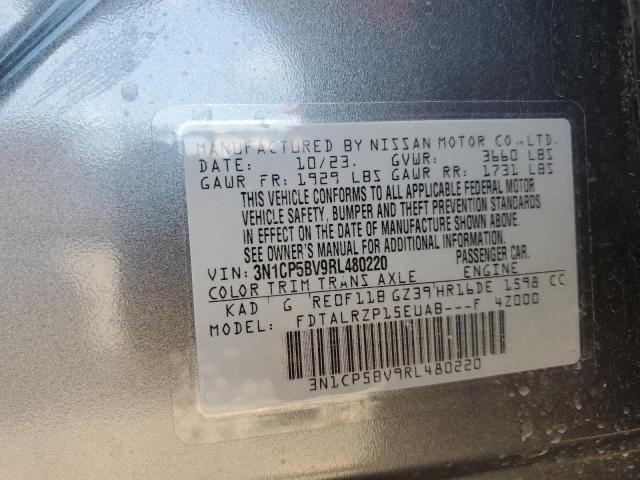 MANUFACTURED BY NISSAN MOTOR CO.,LTD.
DATE: 10/23. GVWR: 3660 LBS
GAWR FR: 1929 LBS GAWR RR: 1731 LBS
THIS VEHICLE CONFORMS TO ALL APPLICABLE FEDERAL MOTOR
VEHICLE SAFETY, BUMPER AND THEFT PREVENTION STANDARDS
IN EFFECT ON THE DATE OF MANUFACTURE SHOWN ABOVE.
SEE OWNER'S MANUAL FOR ADDITIONAL INFORMATION.
VIN: 3N1CP5BV9RL480220 PASSENGER CAR.
COLOR TRIM TRANS AXLE ENGINE
KAD G RE0F11B GZ39 HR16DE 1598 CC
MODEL: FDTALRZP15EUAB---F 42000
3N1CP5BV9RL480220